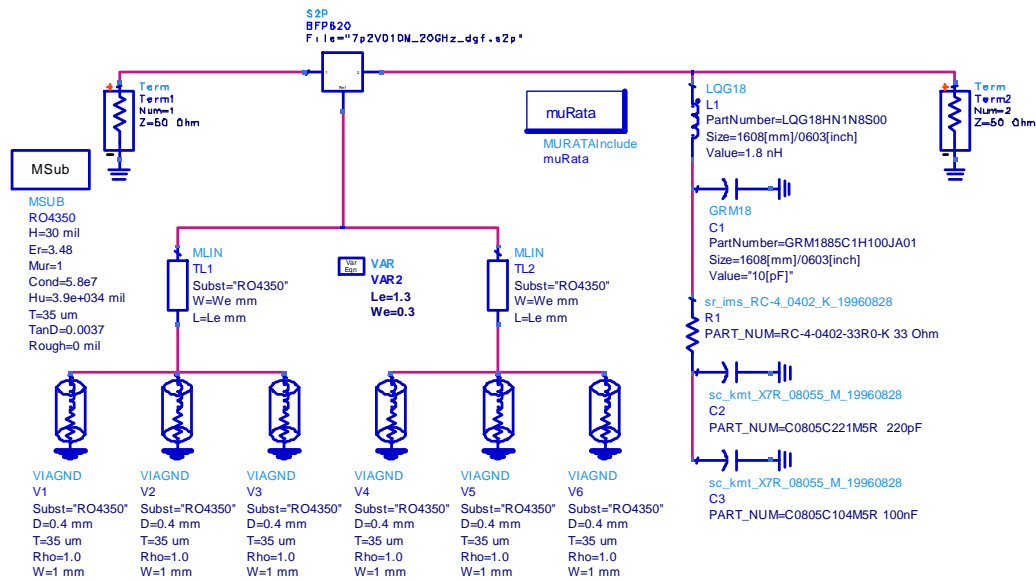 S2P
BFP620
File="7p2V010N_20GHz_dgf.s2p"
1
2
Ref
+
Term
Term1
Num=1
Z=50 Ohm
-
muRata
MURATAInclude
muRata
LQG18
L1
PartNumber=LQG18HN1N8S00
Size=1608[mm]/0603[inch]
Value=1.8 nH
+
Term
Term2
Num=2
Z=50 Ohm
-
MSub
MSUB
RO4350
H=30 mil
Er=3.48
Mur=1
Cond=5.8e7
Hu=3.9e+034 mil
T=35 um
TanD=0.0037
Rough=0 mil
GRM18
C1
PartNumber=GRM1885C1H100JA01
Size=1608[mm]/0603[inch]
Value="10[pF]"
MLIN
TL1
Subst="RO4350"
W=We mm
L=Le mm
Var
Eqn
VAR
VAR2
Le=1.3
We=0.3
MLIN
TL2
Subst="RO4350"
W=We mm
L=Le mm
sr_ims_RC-4_0402_K_19960828
R1
PART_NUM=RC-4-0402-33R0-K 33 Ohm
sc_kmt_X7R_08055_M_19960828
C2
PART_NUM=C0805C221M5R 220pF
sc_kmt_X7R_08055_M_19960828
C3
PART_NUM=C0805C104M5R 100nF
VIAGND
V1
Subst="RO4350"
D=0.4 mm
T=35 um
Rho=1.0
W=1 mm
VIAGND
V2
Subst="RO4350"
D=0.4 mm
T=35 um
Rho=1.0
W=1 mm
VIAGND
V3
Subst="RO4350"
D=0.4 mm
T=35 um
Rho=1.0
W=1 mm
VIAGND
V4
Subst="RO4350"
D=0.4 mm
T=35 um
Rho=1.0
W=1 mm
VIAGND
V5
Subst="RO4350"
D=0.4 mm
T=35 um
Rho=1.0
W=1 mm
VIAGND
V6
Subst="RO4350"
D=0.4 mm
T=35 um
Rho=1.0
W=1 mm